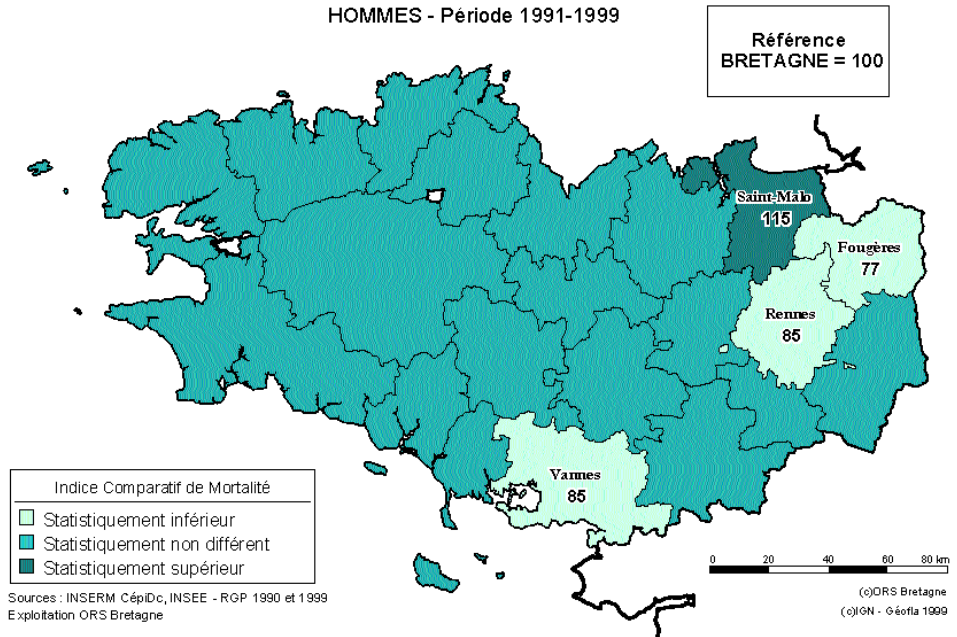 HOMMES - Période 1991-1999
Référence
BRETAGNE = 100
Saint-Malo
115
Fougères
77
Rennes
85
Vannes
85
Indice Comparatif de Mortalité
Statistiquement inférieur
Statistiquement non différent
Statistiquement supérieur
0 20 40 60 80 km
Sources : INSERM CépiDc, INSEE - RGP 1990 et 1999
Exploitation ORS Bretagne
(c)ORS Bretagne
(c)IGN - Géofla 1999